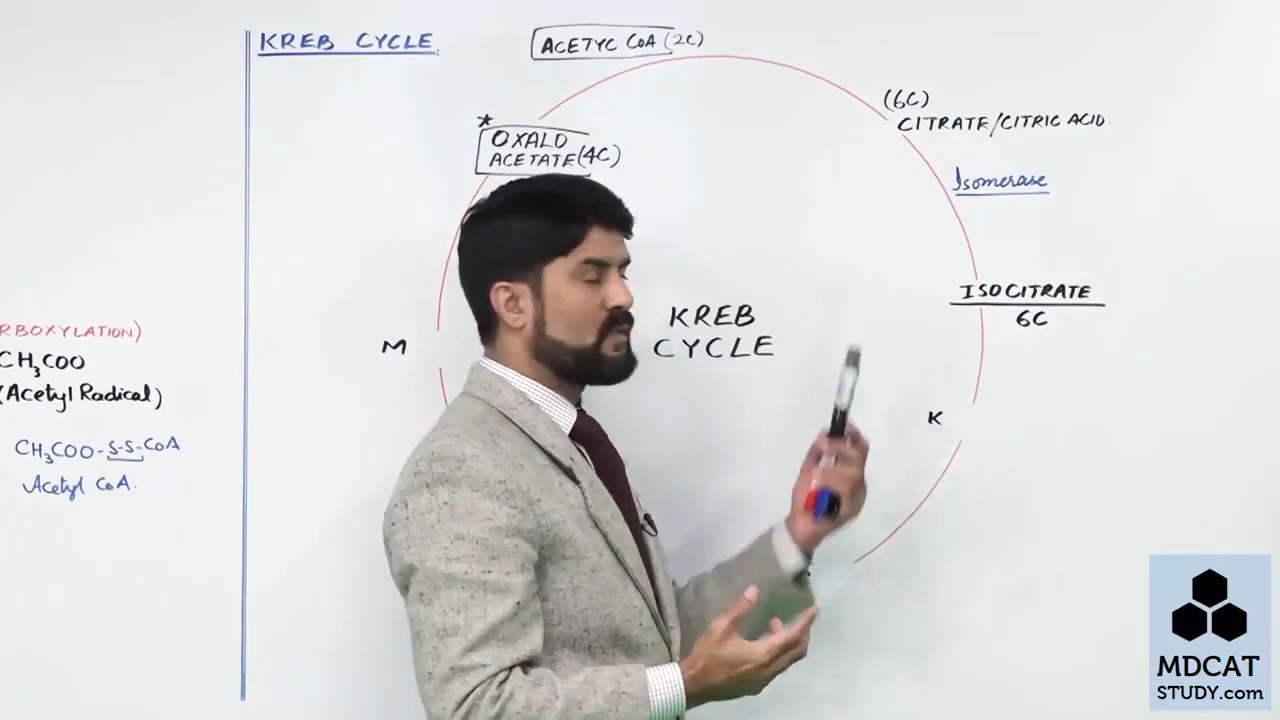 KREB CYCLE
ACETYC COA (2C)
(6C)
CITRATE/CITRIC ACID
*
OXALO
ACETATE (4C)
Isomerase
ISOCITRATE
6C
KREB
CYCLE
M
K
RBOXYLATION)
CH₃COO
(Acetyl Radical)
CH₃COO-S-S-CoA
Acetyl CoA.
MDCAT
STUDY.com